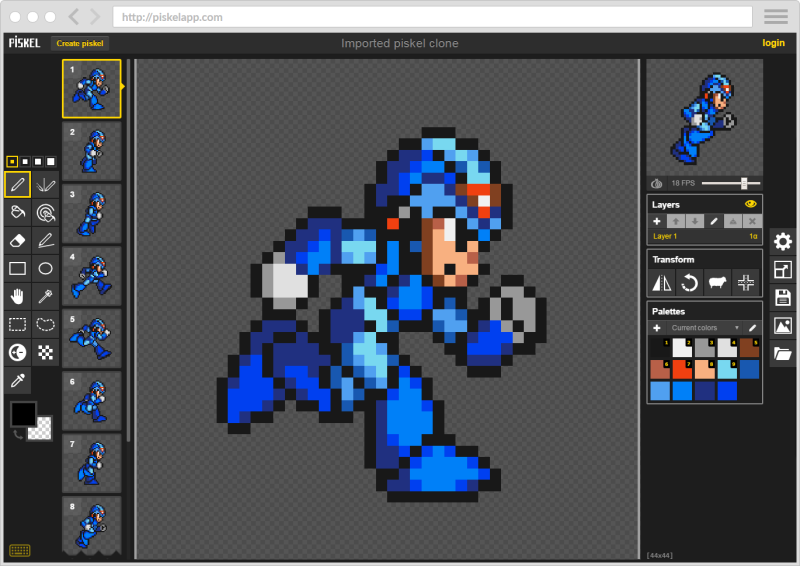 http://piskelapp.com
PiSKEL
Create piskel
Imported piskel clone
login
1
2
3
4
5
6
7
8
18 FPS
Layers
Layer 1
1α
Transform
Palettes
Current colors
1
2
3
4
5
6
7
8
9
[44x44]